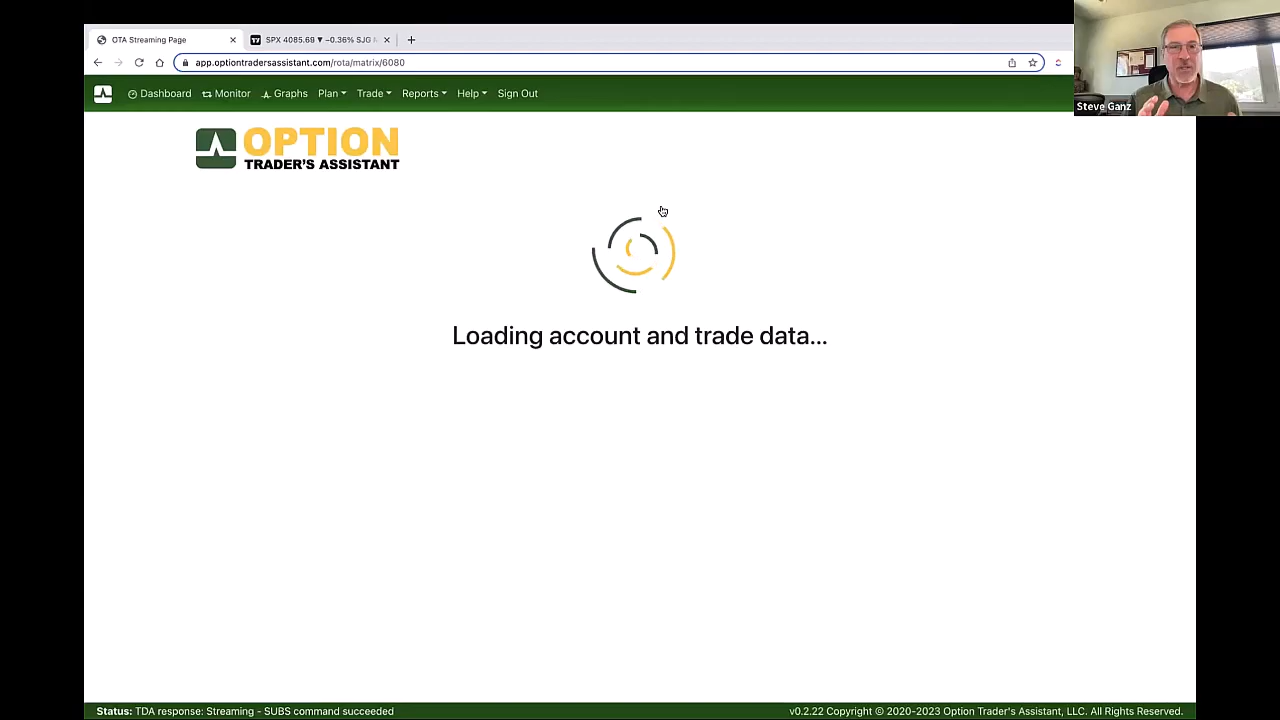 OTA Streaming Page
SPX 4085.69 ▼ −0.36% SJG
app.optiontradersassistant.com/rota/matrix/6080
Dashboard Monitor Graphs Plan Trade Reports Help Sign Out
Steve Ganz
OPTION
TRADER'S ASSISTANT
Loading account and trade data...
Status: TDA response: Streaming - SUBS command succeeded
v0.2.22 Copyright © 2020-2023 Option Trader's Assistant, LLC. All Rights Reserved.